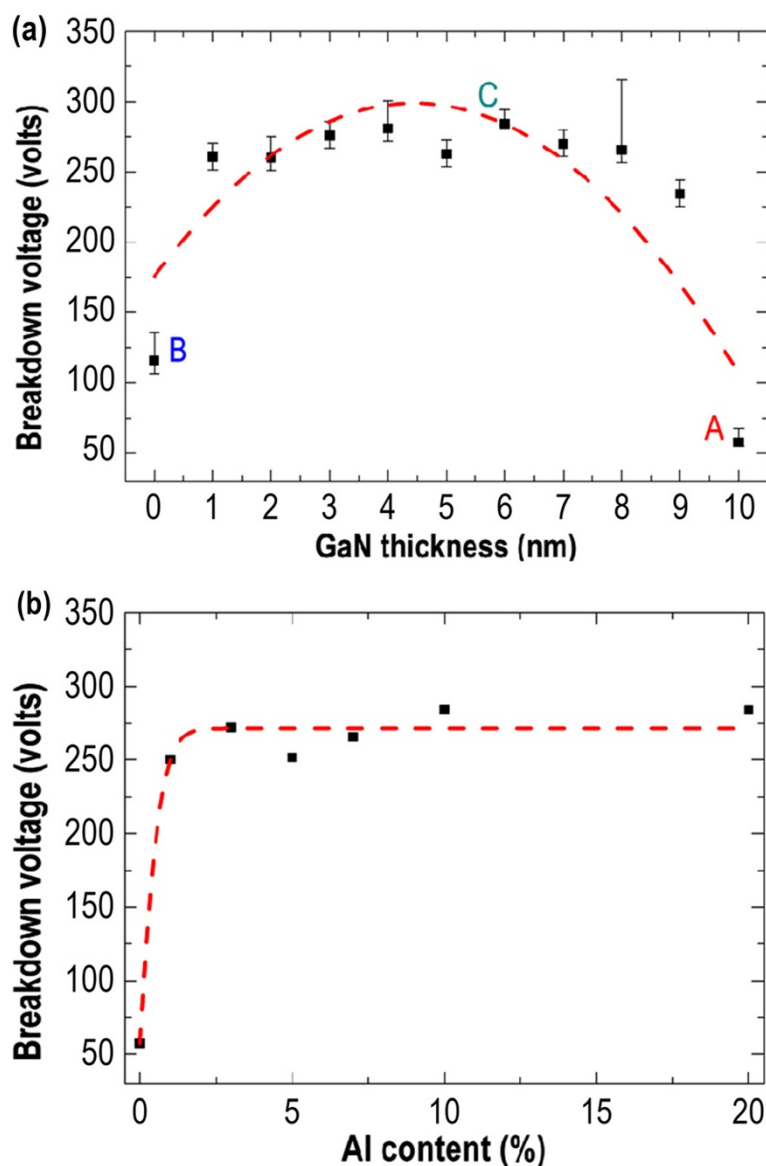 (a)
350
300
250
200
150
100
50
Breakdown voltage (volts)
A
B
C
0 1 2 3 4 5 6 7 8 9 10
GaN thickness (nm)
(b)
350
300
250
200
150
100
50
Breakdown voltage (volts)
0 5 10 15 20
Al content (%)